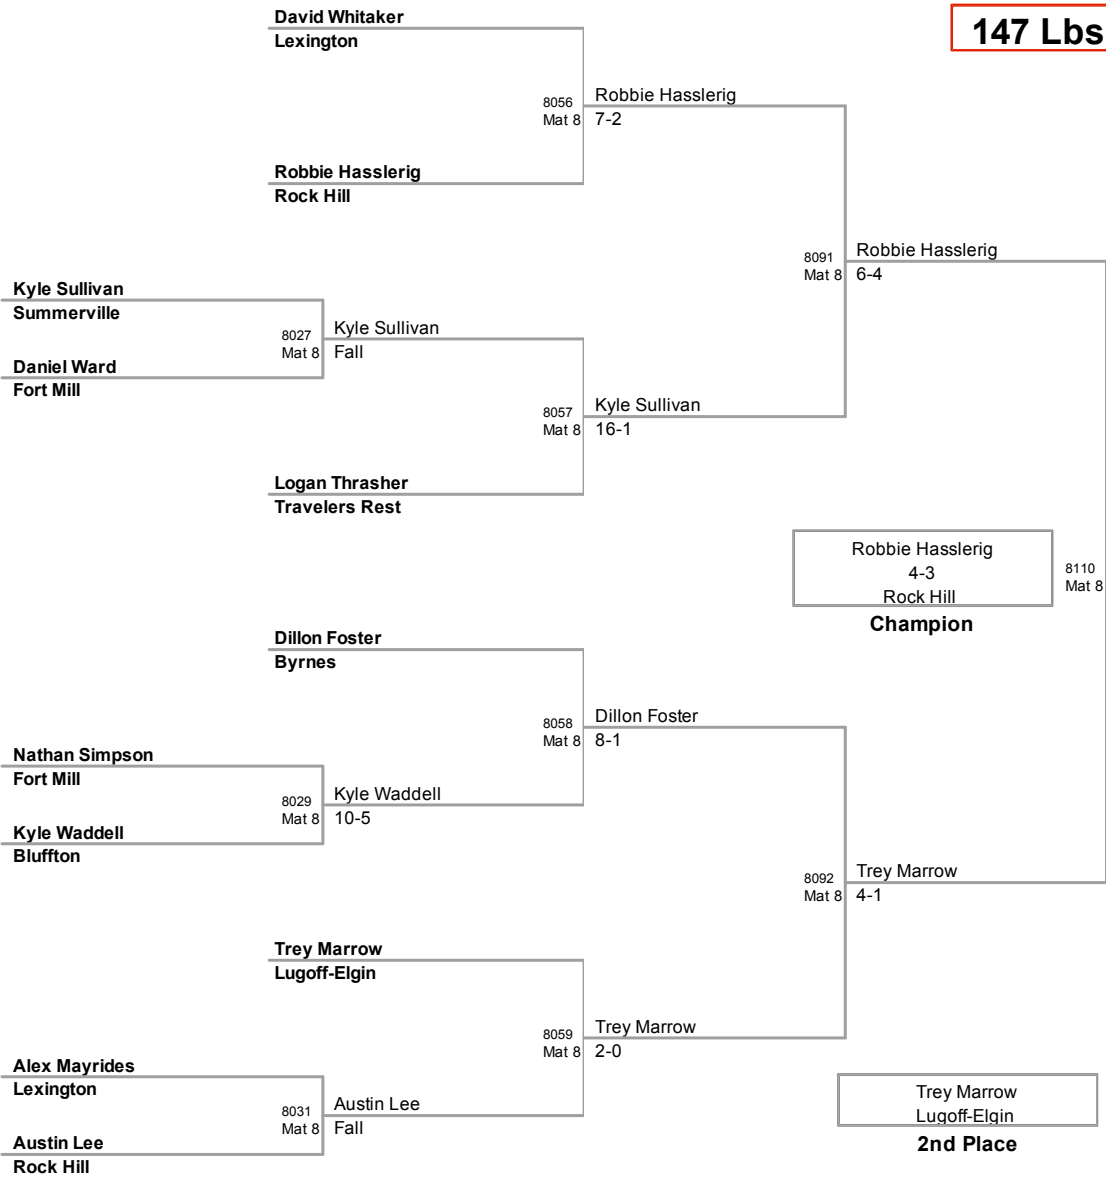 David Whitaker
Lexington
147 Lbs
8056
Mat 8
Robbie Hasslerig
7-2
Robbie Hasslerig
Rock Hill
8091
Mat 8
Robbie Hasslerig
6-4
Kyle Sullivan
Summerville
8027
Mat 8
Kyle Sullivan
Fall
Daniel Ward
Fort Mill
8057
Mat 8
Kyle Sullivan
16-1
Logan Thrasher
Travelers Rest
Robbie Hasslerig
4-3
Rock Hill
Champion
8110
Mat 8
Dillon Foster
Byrnes
8058
Mat 8
Dillon Foster
8-1
Nathan Simpson
Fort Mill
8029
Mat 8
Kyle Waddell
10-5
Kyle Waddell
Bluffton
8092
Mat 8
Trey Marrow
4-1
Trey Marrow
Lugoff-Elgin
8059
Mat 8
Trey Marrow
2-0
Alex Mayrides
Lexington
8031
Mat 8
Austin Lee
Fall
Austin Lee
Rock Hill
Trey Marrow
Lugoff-Elgin
2nd Place